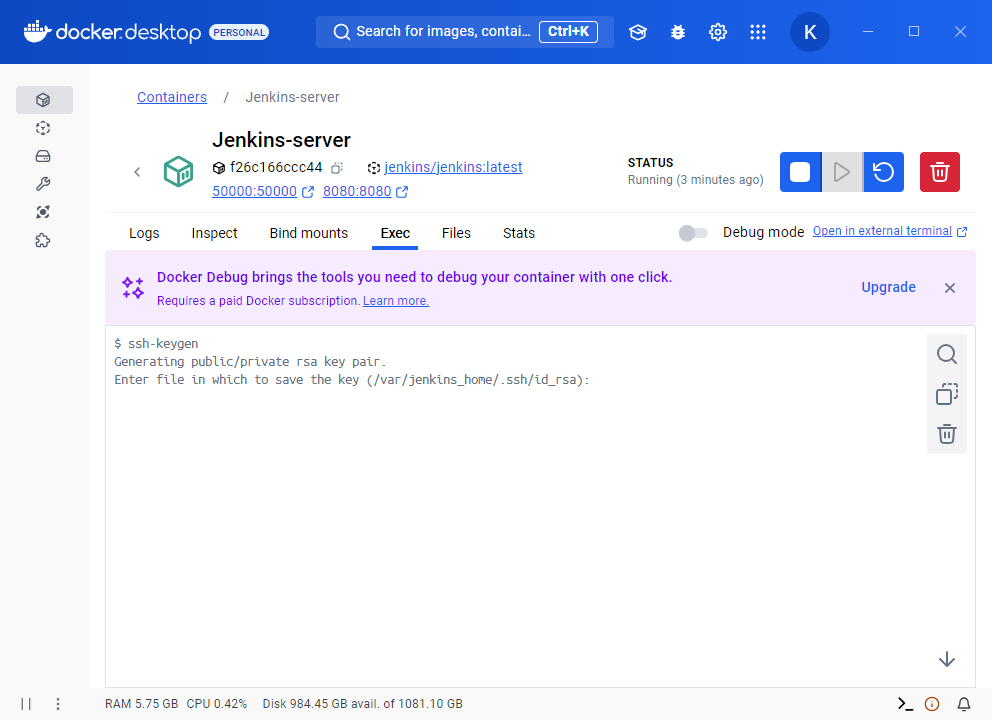 docker.desktop PERSONAL
Search for images, contai... Ctrl+K
K
Containers / Jenkins-server
Jenkins-server
f26c166ccc44 jenkins/jenkins:latest
50000:50000 8080:8080
STATUS
Running (3 minutes ago)
Logs Inspect Bind mounts Exec Files Stats
Debug mode Open in external terminal
Docker Debug brings the tools you need to debug your container with one click.
Requires a paid Docker subscription. Learn more.
Upgrade
$ ssh-keygen
Generating public/private rsa key pair.
Enter file in which to save the key (/var/jenkins_home/.ssh/id_rsa):
RAM 5.75 GB CPU 0.42% Disk 984.45 GB avail. of 1081.10 GB